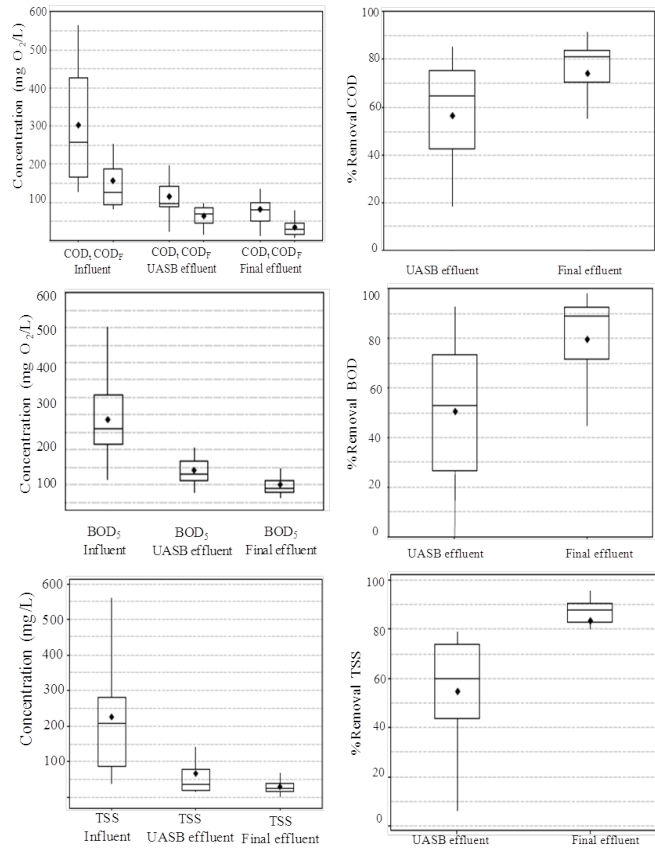 Concentration (mg O2/L)
600
500
400
300
200
100
CODt CODF
CODt CODF
CODt CODF
Influent
UASB effluent
Final effluent
% Removal COD
100
80
60
40
20
0
UASB effluent
Final effluent
Concentration (mg O2/L)
600
500
400
300
200
100
BOD5
BOD5
BOD5
Influent
UASB effluent
Final effluent
% Removal BOD
100
80
60
40
20
0
UASB effluent
Final effluent
Concentration (mg/L)
600
500
400
300
200
100
TSS
TSS
TSS
Influent
UASB effluent
Final effluent
% Removal TSS
100
80
60
40
20
0
UASB effluent
Final effluent